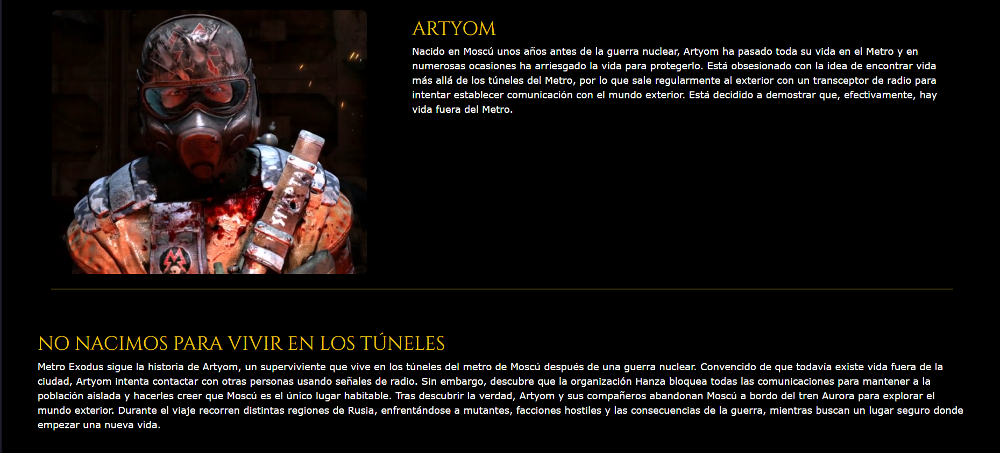 ARTYOM
Nacido en Moscú unos años antes de la guerra nuclear, Artyom ha pasado toda su vida en el Metro y en
numerosas ocasiones ha arriesgado la vida para protegerlo. Está obsesionado con la idea de encontrar vida
más allá de los túneles del Metro, por lo que sale regularmente al exterior con un transceptor de radio para
intentar establecer comunicación con el mundo exterior. Está decidido a demostrar que, efectivamente, hay
vida fuera del Metro.
NO NACIMOS PARA VIVIR EN LOS TÚNELES
Metro Exodus sigue la historia de Artyom, un superviviente que vive en los túneles del metro de Moscú después de una guerra nuclear. Convencido de que todavía existe vida fuera de la
ciudad, Artyom intenta contactar con otras personas usando señales de radio. Sin embargo, descubre que la organización Hanza bloquea todas las comunicaciones para mantener a la
población aislada y hacerles creer que Moscú es el único lugar habitable. Tras descubrir la verdad, Artyom y sus compañeros abandonan Moscú a bordo del tren Aurora para explorar el
mundo exterior. Durante el viaje recorren distintas regiones de Rusia, enfrentándose a mutantes, facciones hostiles y las consecuencias de la guerra, mientras buscan un lugar seguro donde
empezar una nueva vida.